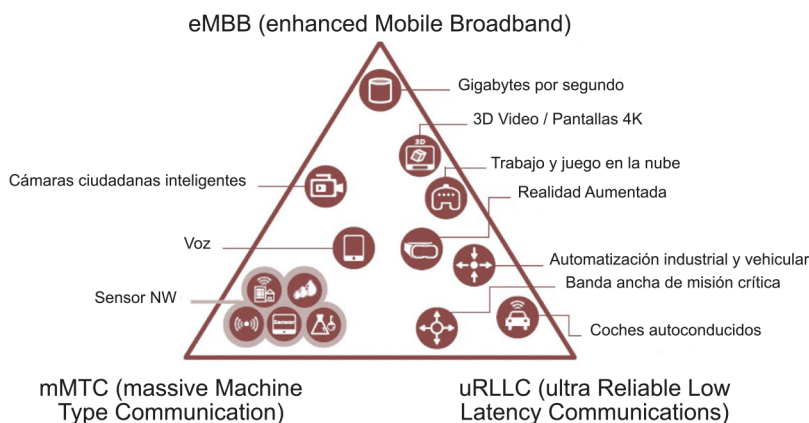 eMBB (enhanced Mobile Broadband)
Gigabytes por segundo
3D Video / Pantallas 4K
3D
Trabajo y juego en la nube
Cámaras ciudadanas inteligentes
Realidad Aumentada
Voz
Automatización industrial y vehicular
Banda ancha de misión crítica
Sensor NW
Sensor
Coches autoconducidos
mMTC (massive Machine
Type Communication)
uRLLC (ultra Reliable Low
Latency Communications)